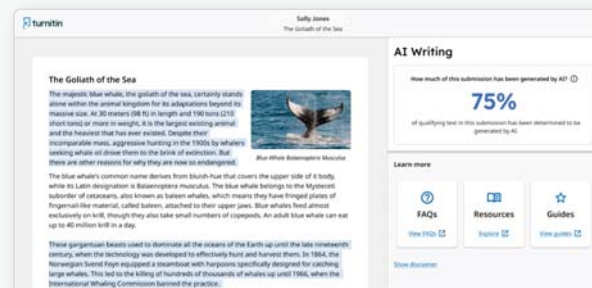 turnitin
Sally Jones
The Goliath of the Sea
AI Writing
The Goliath of the Sea
The majestic blue whale, the goliath of the sea, certainly stands
alone within the animal kingdom for its adaptations beyond its
massive size. At 30 meters (98 ft) in length and 190 tons (210
short tons) or more in weight, it is the largest existing animal
and the heaviest that has ever existed. Despite their
incomparable mass, aggressive hunting in the 1900s by whalers
seeking whale oil drove them to the brink of extinction. But
there are other reasons for why they are now so endangered.
Blue Whale Balaenoptera Musculus
The blue whale's common name derives from bluish-hue that covers the upper side of it body,
while its Latin designation is Balaenoptera musculus. The blue whale belongs to the Mysteceti
suborder of cetaceans, also known as baleen whales, which means they have fringed plates of
fingernail-like material, called baleen, attached to their upper jaws. Blue whales feed almost
exclusively on krill, though they also take small numbers of copepods. An adult blue whale can eat
up to 40 million krill in a day.
These gargantuan beasts used to dominate all the oceans of the Earth up until the late nineteenth
century, when the technology was developed to effectively hunt and harvest them. In 1864, the
Norwegian Svend Foyn equipped a steamboat with harpoons specifically designed for catching
large whales. This led to the killing of hundreds of thousands of whales up until 1966, when the
International Whaling Commission banned the practice.
How much of this submission has been generated by AI?
75%
of qualifying text in this submission has been determined to be
generated by AI.
Learn more
FAQs
Resources
Guides
View FAQs
Explore
View guides
Show disclaimer